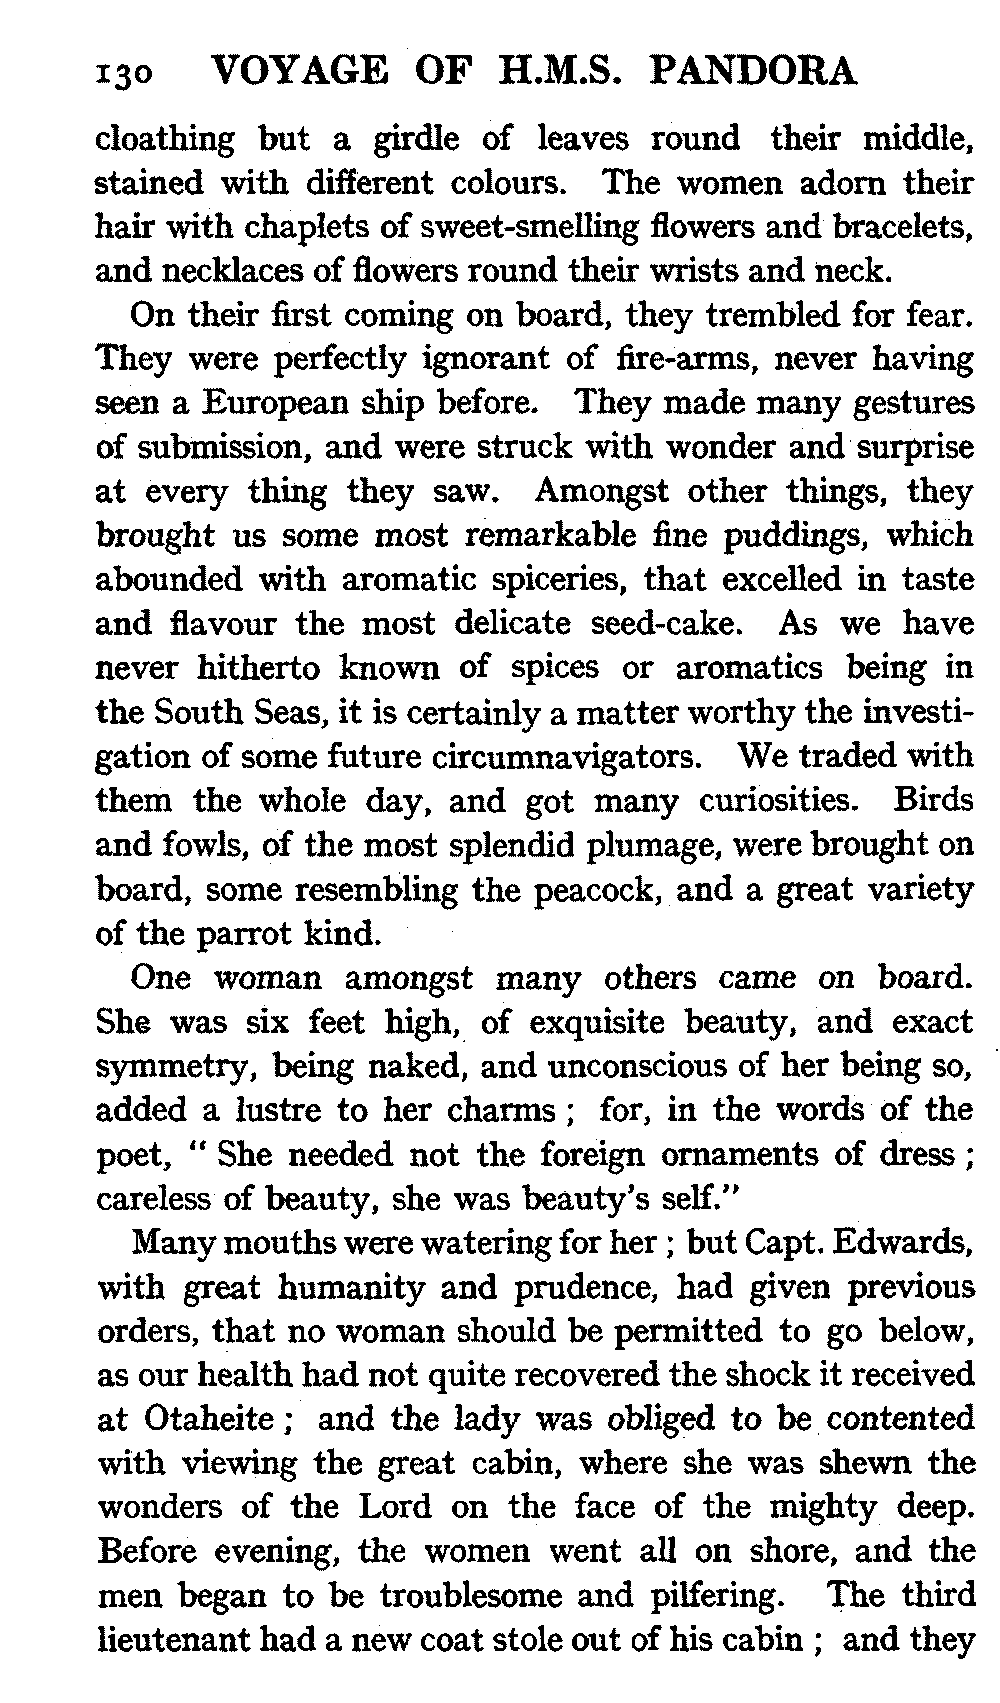 130 VOYAGE OF H.M.S. PANDORA
cloathing but a girdle of leaves round their middle,
stained with different colours. The women adorn their
hair with chaplets of sweet-smelling flowers and bracelets,
and necklaces of flowers round their wrists and neck.
On their first coming on board, they trembled for fear.
They were perfectly ignorant of fire-arms, never having
seen a European ship before. They made many gestures
of submission, and were struck with wonder and surprise
at every thing they saw. Amongst other things, they
brought us some most remarkable fine puddings, which
abounded with aromatic spiceries, that excelled in taste
and flavour the most delicate seed-cake. As we have
never hitherto known of spices or aromatics being in
the South Seas, it is certainly a matter worthy the investi-
gation of some future circumnavigators. We traded with
them the whole day, and got many curiosities. Birds
and fowls, of the most splendid plumage, were brought on
board, some resembling the peacock, and a great variety
of the parrot kind.
One woman amongst many others came on board.
She was six feet high, of exquisite beauty, and exact
symmetry, being naked, and unconscious of her being so,
added a lustre to her charms ; for, in the words of the
poet, " She needed not the foreign ornaments of dress ;
careless of beauty, she was beauty's self."
Many mouths were watering for her ; but Capt. Edwards,
with great humanity and prudence, had given previous
orders, that no woman should be permitted to go below,
as our health had not quite recovered the shock it received
at Otaheite ; and the lady was obliged to be contented
with viewing the great cabin, where she was shewn the
wonders of the Lord on the face of the mighty deep.
Before evening, the women went all on shore, and the
men began to be troublesome and pilfering. The third
lieutenant had a new coat stole out of his cabin ; and they